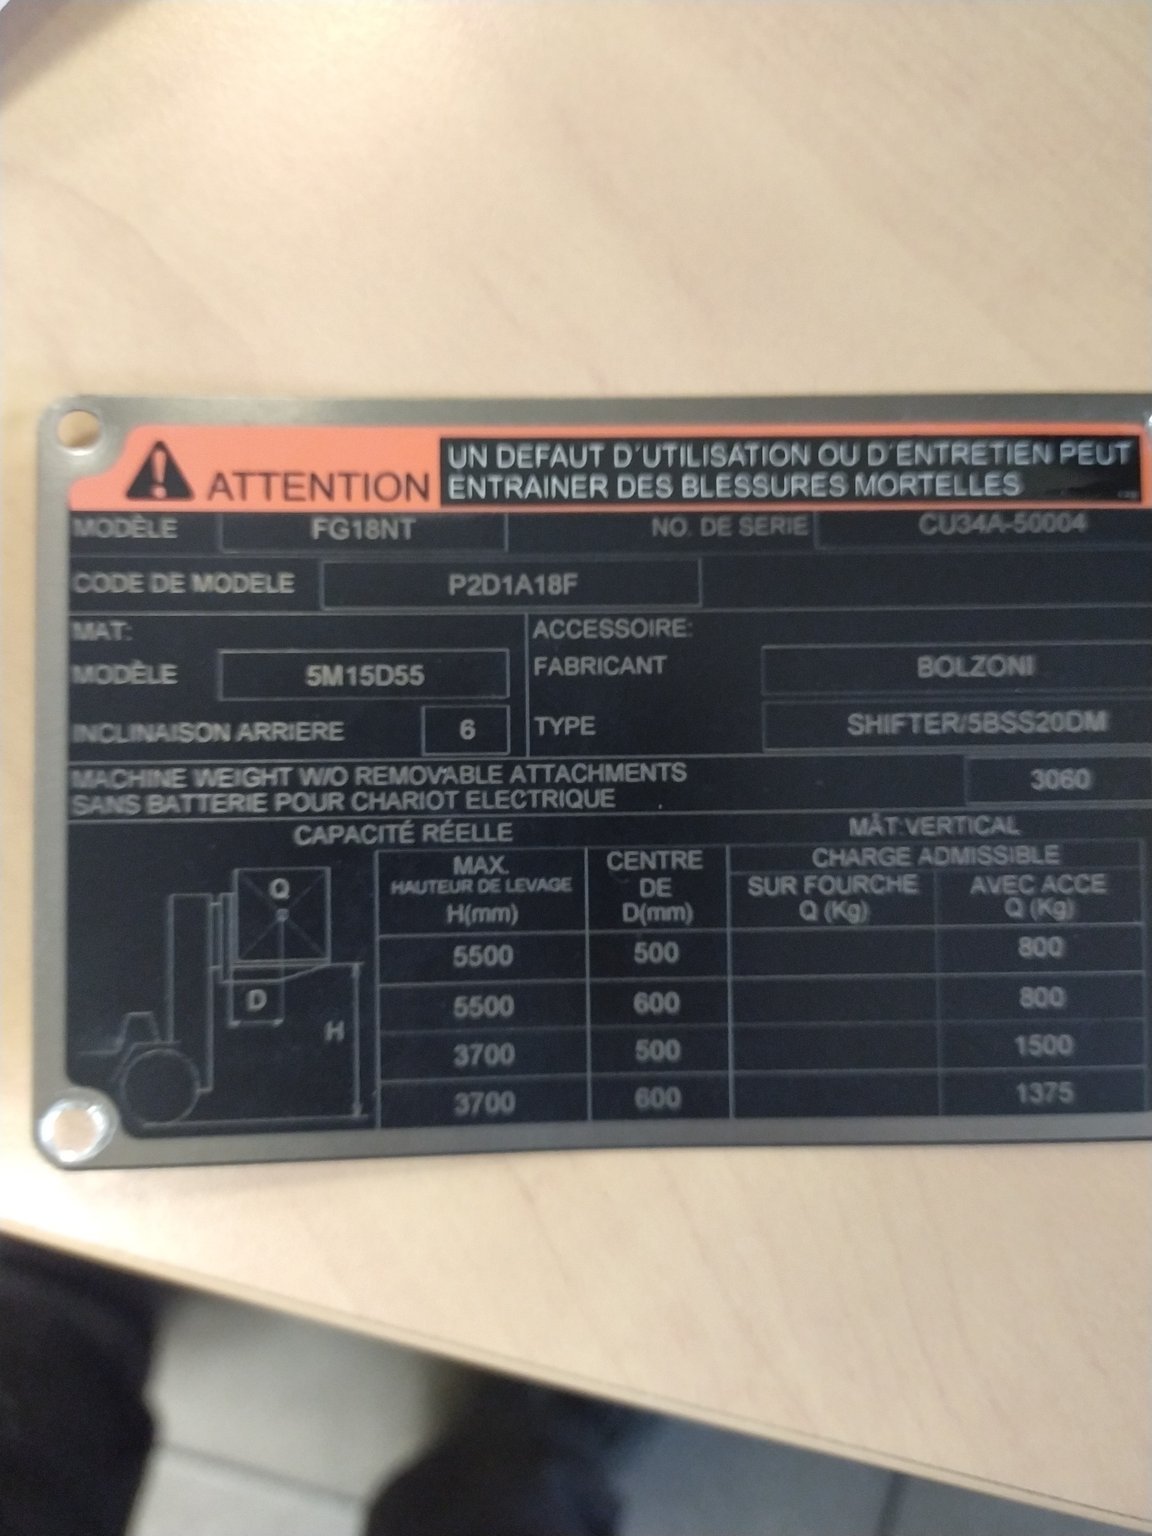 ATTENTION
UN DEFAUT D'UTILISATION OU D'ENTRETIEN PEUT
ENTRAINER DES BLESSURES MORTELLES
MODÈLE FG18NT NO. DE SERIE CU34A-50004
CODE DE MODELE P2D1A18F
MAT: ACCESSOIRE:
MODÈLE 5M15D55 FABRICANT BOLZONI
INCLINAISON ARRIERE 6 TYPE SHIFTER/5BSS20DM
MACHINE WEIGHT W/O REMOVABLE ATTACHMENTS
SANS BATTERIE POUR CHARIOT ELECTRIQUE 3060
CAPACITÉ RÉELLE MÂT VERTICAL
MAX. CENTRE CHARGE ADMISSIBLE
HAUTEUR DE LEVAGE DE SUR FOURCHE AVEC ACCE
H(mm) D(mm) Q (Kg) Q (Kg)
5500 500 800
5500 600 800
3700 500 1500
3700 600 1375
Q
D
H